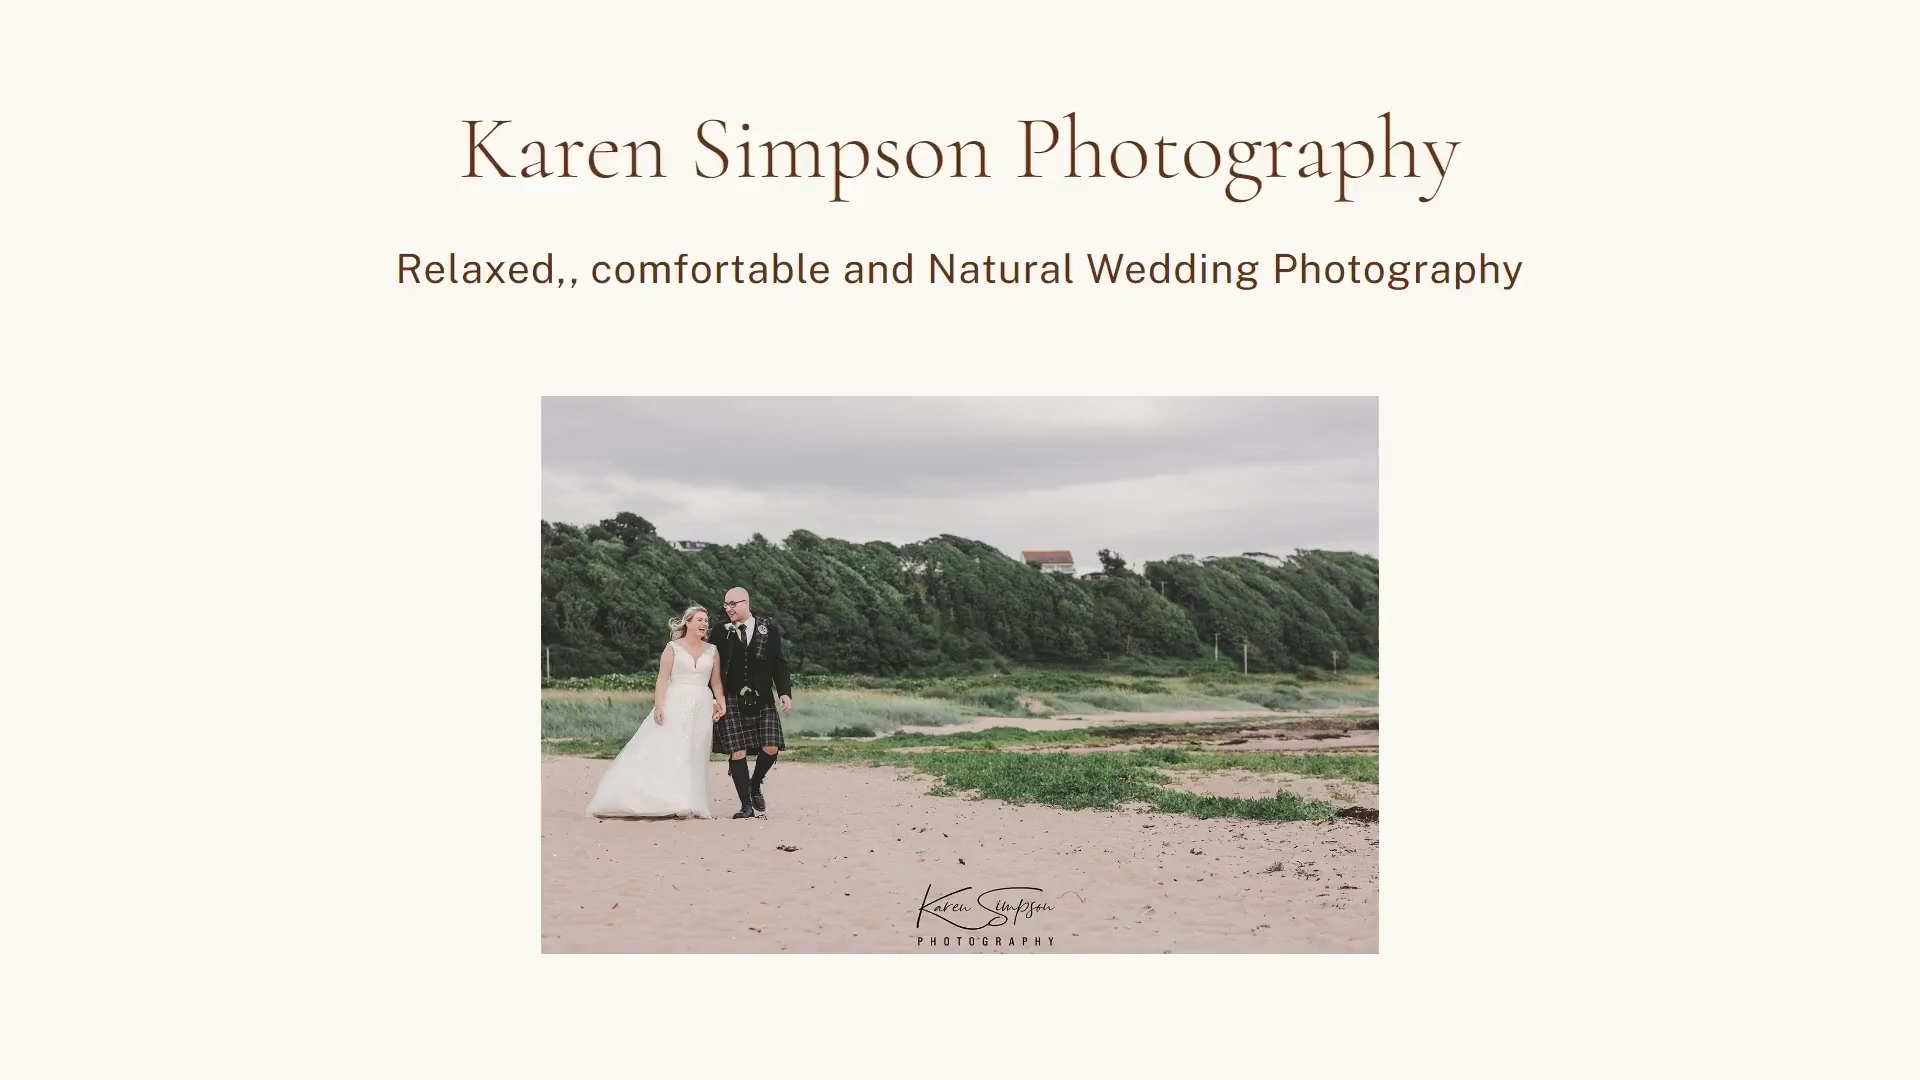 Karen Simpson Photography
Relaxed,, comfortable and Natural Wedding Photography
Karen Simpson
PHOTOGRAPHY